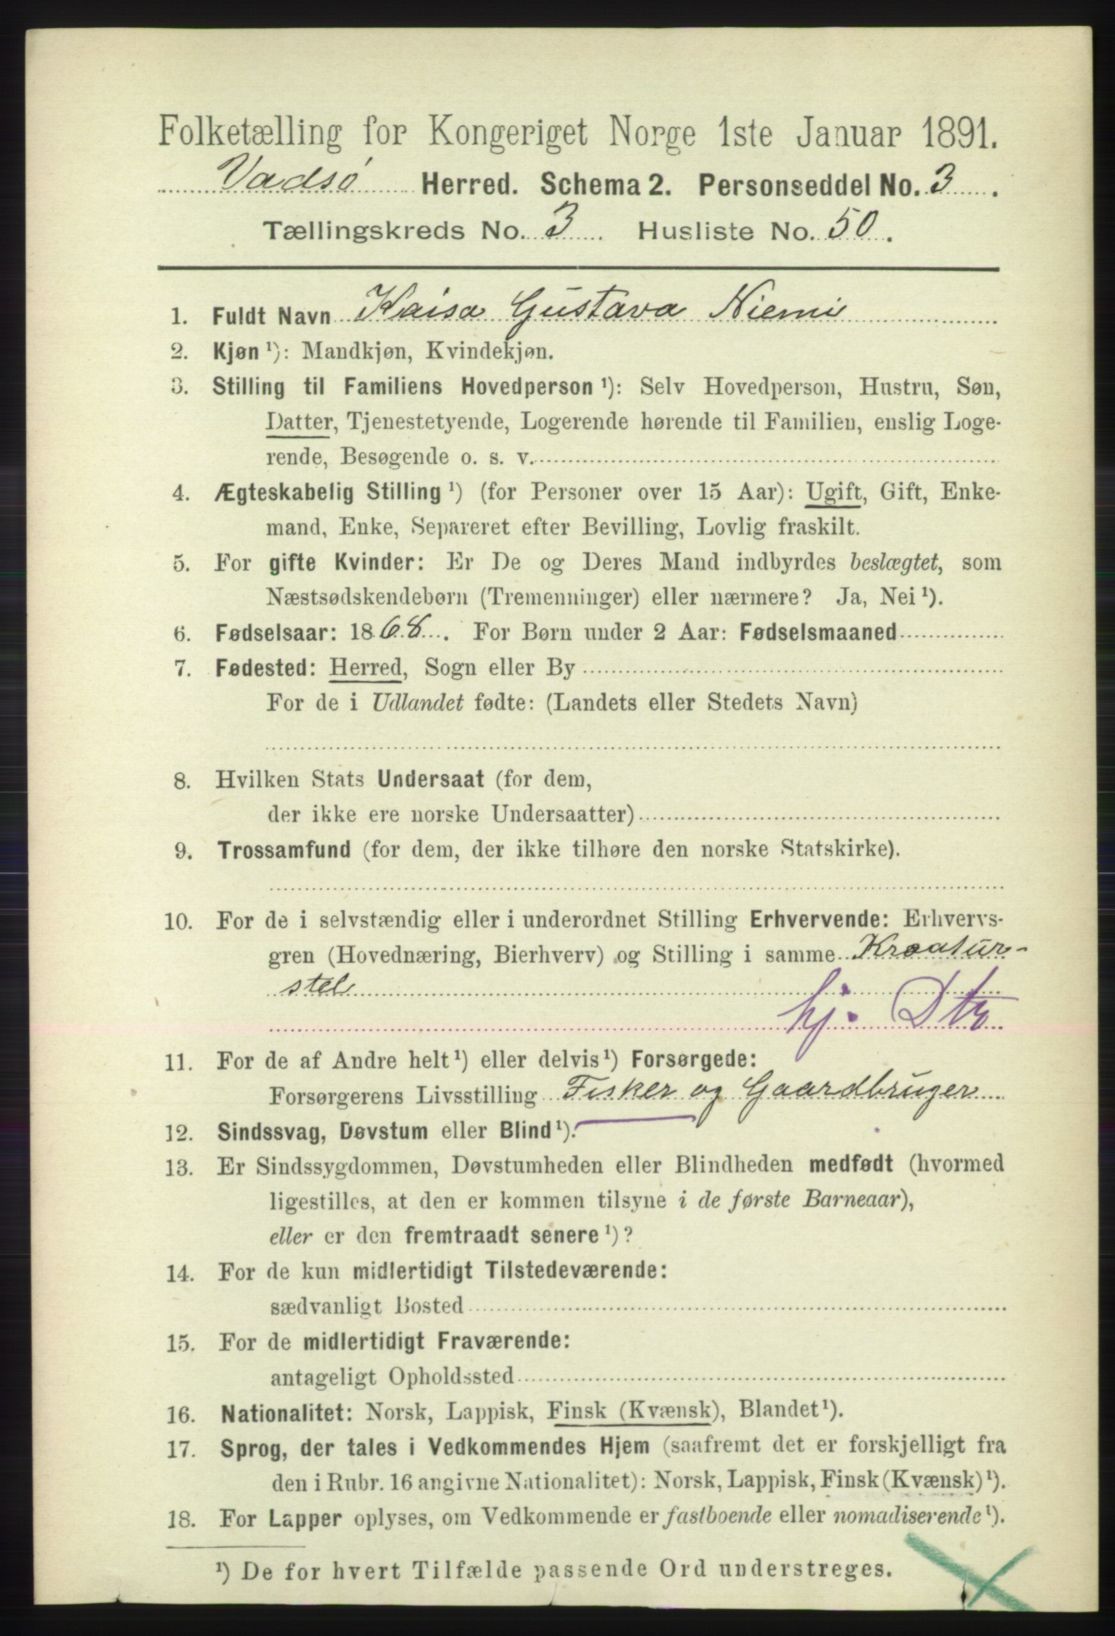 Folketælling for Kongeriget Norge 1ste Januar 1891.
Vadsø Herred. Schema 2. Personseddel No. 3.
Tællingskreds No. 3. Husliste No. 50.
1. Fuldt Navn Kaisa Gustava Niemi
2. Kjøn ¹): Mandkjøn, Kvindekjøn.
3. Stilling til Familiens Hovedperson ¹): Selv Hovedperson, Hustru, Søn,
Datter, Tjenestetyende, Logerende hørende til Familien, enslig Loge-
rende, Besøgende o. s. v.
4. Ægteskabelig Stilling ¹) (for Personer over 15 Aar): Ugift, Gift, Enke-
mand, Enke, Separeret efter Bevilling, Lovlig fraskilt.
5. For gifte Kvinder: Er De og Deres Mand indbyrdes beslægtet, som
Næstsødskendebørn (Tremenninger) eller nærmere? Ja, Nei ¹).
6. Fødselsaar: 1868. For Børn under 2 Aar: Fødselsmaaned
7. Fødested: Herred, Sogn eller By
For de i Udlandet fødte: (Landets eller Stedets Navn)
8. Hvilken Stats Undersaat (for dem,
der ikke ere norske Undersaatter)
9. Trossamfund (for dem, der ikke tilhøre den norske Statskirke).
10. For de i selvstændig eller i underordnet Stilling Erhvervende: Erhvervs-
gren (Hovednæring, Bierhverv) og Stilling i samme Kreatur-
stel
hj. Dtr
11. For de af Andre helt ¹) eller delvis ¹) Forsørgede:
Forsørgerens Livsstilling Fisker og Gaardbruger
12. Sindssvag, Døvstum eller Blind ¹).
13. Er Sindssygdommen, Døvstumheden eller Blindheden medfødt (hvormed
ligestilles, at den er kommen tilsyne i de første Barneaar),
eller er den fremtraadt senere ¹)?
14. For de kun midlertidigt Tilstedeværende:
sædvanligt Bosted
15. For de midlertidigt Fraværende:
antageligt Opholdssted
16. Nationalitet: Norsk, Lappisk, Finsk (Kvænsk), Blandet ¹).
17. Sprog, der tales i Vedkommendes Hjem (saafremt det er forskjelligt fra
den i Rubr. 16 angivne Nationalitet): Norsk, Lappisk, Finsk (Kvænsk) ¹).
18. For Lapper oplyses, om Vedkommende er fastboende eller nomadiserende ¹).
¹) De for hvert Tilfælde passende Ord understreges.